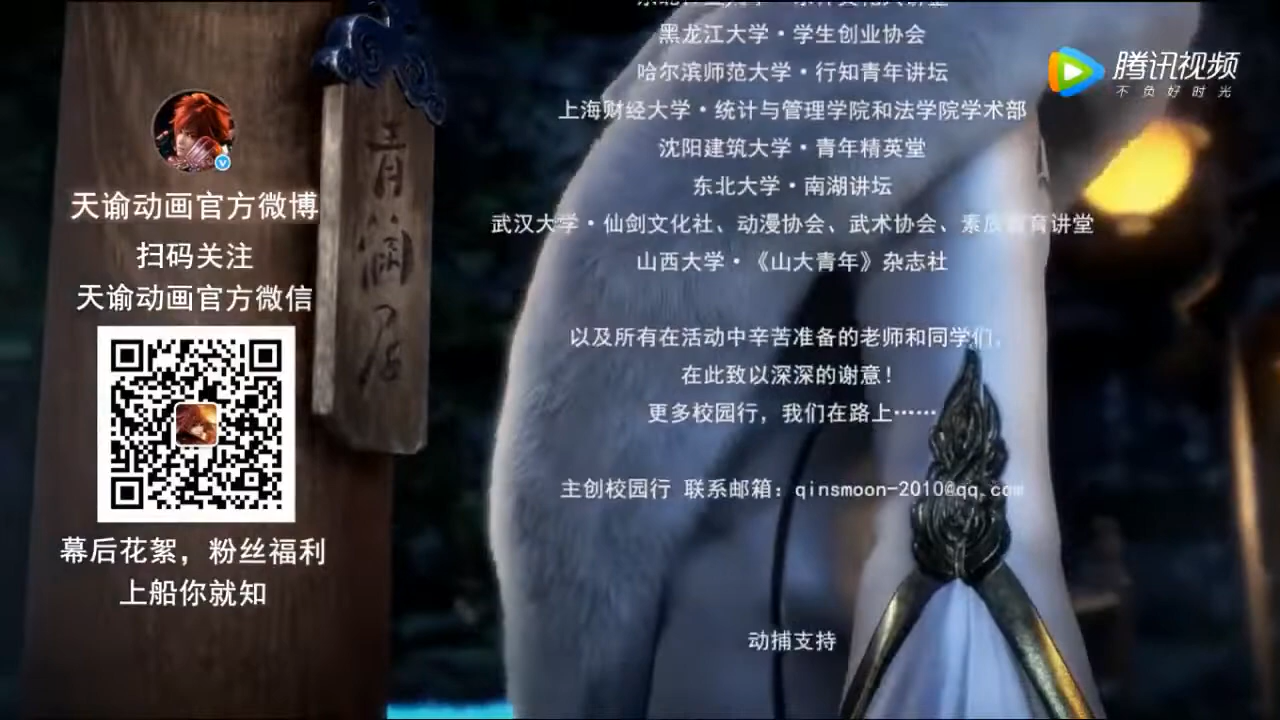 黑龙江大学·学生创业协会
哈尔滨师范大学·行知青年讲坛
上海财经大学·统计与管理学院和法学院学术部
沈阳建筑大学·青年精英堂
东北大学·南湖讲坛
武汉大学·仙剑文化社、动漫协会、武术协会、素辰教育讲堂
山西大学·《山大青年》杂志社
以及所有在活动中辛苦准备的老师和同学们，
在此致以深深的谢意！
更多校园行，我们在路上……
主创校园行 联系邮箱：qinsmoon-2010@qq.com
动捕支持
腾讯视频
不负好时光
天谕动画官方微博
扫码关注
天谕动画官方微信
幕后花絮，粉丝福利
上船你就知